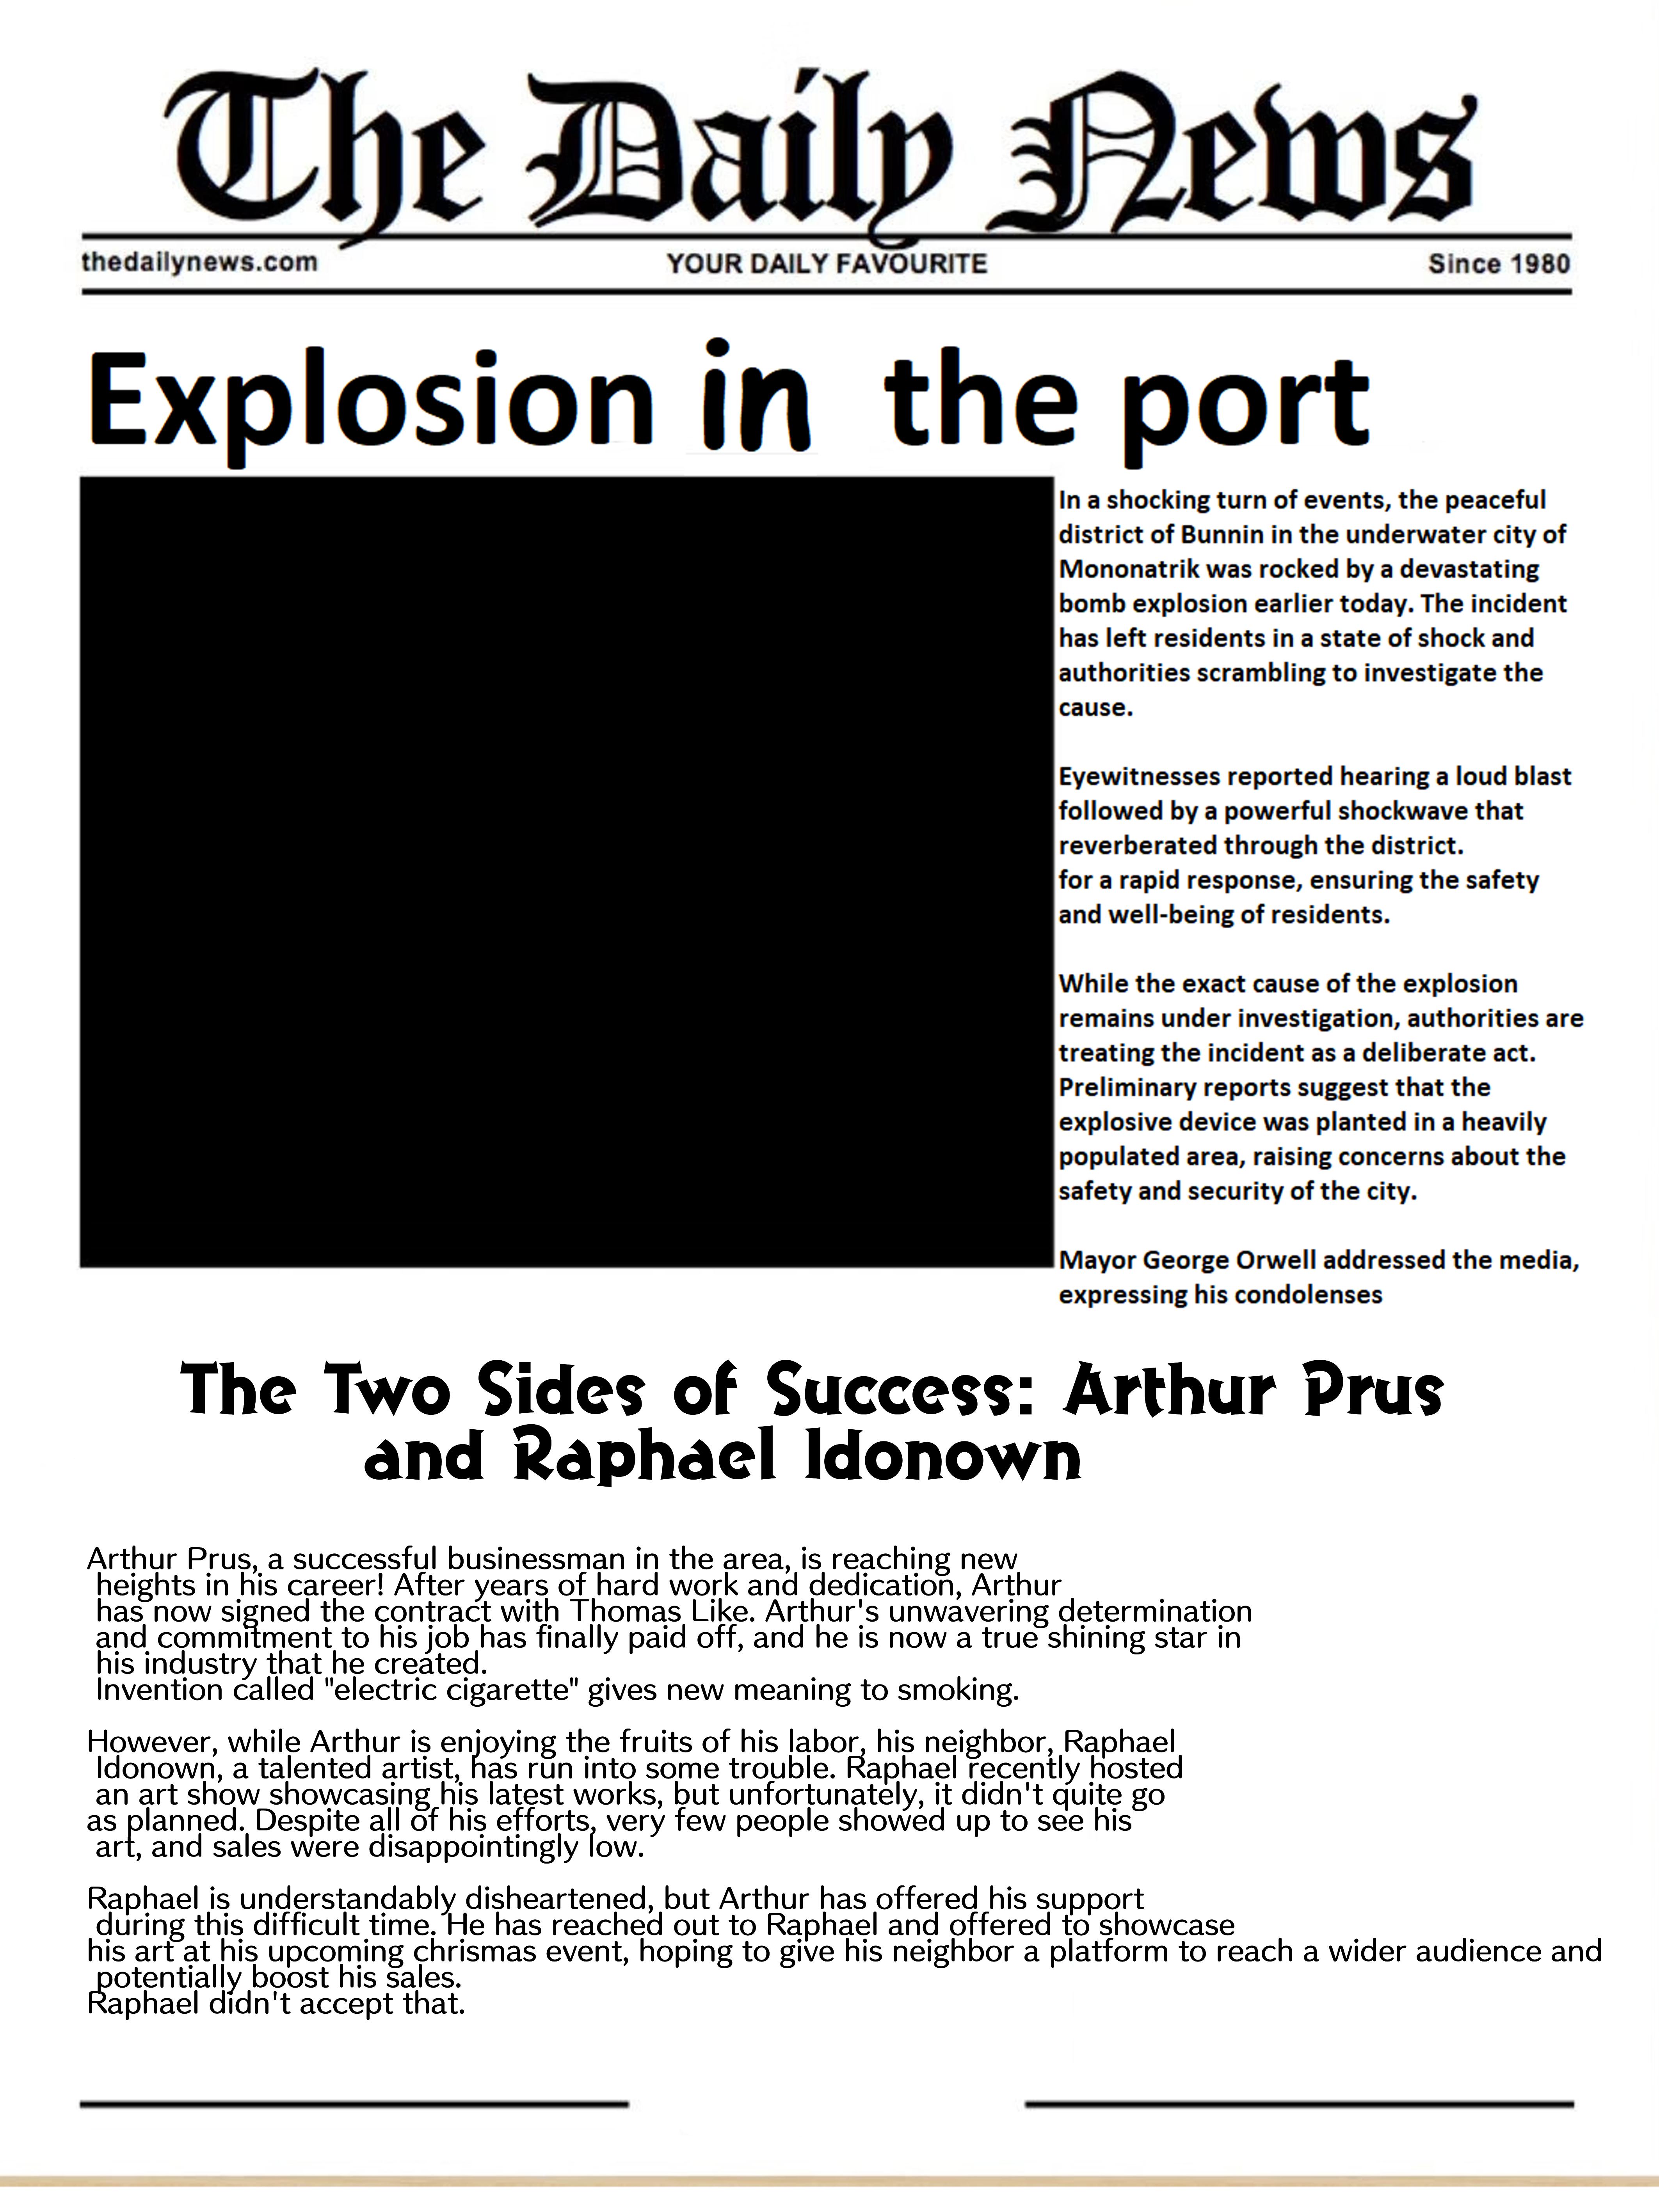 The Daily News
thedailynews.com YOUR DAILY FAVOURITE Since 1980
Explosion in the port
In a shocking turn of events, the peaceful
district of Bunnin in the underwater city of
Mononatrik was rocked by a devastating
bomb explosion earlier today. The incident
has left residents in a state of shock and
authorities scrambling to investigate the
cause.
Eyewitnesses reported hearing a loud blast
followed by a powerful shockwave that
reverberated through the district.
for a rapid response, ensuring the safety
and well-being of residents.
While the exact cause of the explosion
remains under investigation, authorities are
treating the incident as a deliberate act.
Preliminary reports suggest that the
explosive device was planted in a heavily
populated area, raising concerns about the
safety and security of the city.
Mayor George Orwell addressed the media,
expressing his condolenses
The Two Sides of Success: Arthur Prus
and Raphael Idonown
Arthur Prus, a successful businessman in the area, is reaching new
heights in his career! After years of hard work and dedication, Arthur
has now signed the contract with Thomas Like. Arthur's unwavering determination
and commitment to his job has finally paid off, and he is now a true shining star in
his industry that he created.
Invention called "electric cigarette" gives new meaning to smoking.
However, while Arthur is enjoying the fruits of his labor, his neighbor, Raphael
Idonown, a talented artist, has run into some trouble. Raphael recently hosted
an art show showcasing his latest works, but unfortunately, it didn't quite go
as planned. Despite all of his efforts, very few people showed up to see his
art, and sales were disappointingly low.
Raphael is understandably disheartened, but Arthur has offered his support
during this difficult time. He has reached out to Raphael and offered to showcase
his art at his upcoming chrismas event, hoping to give his neighbor a platform to reach a wider audience and
potentially boost his sales.
Raphael didn't accept that.